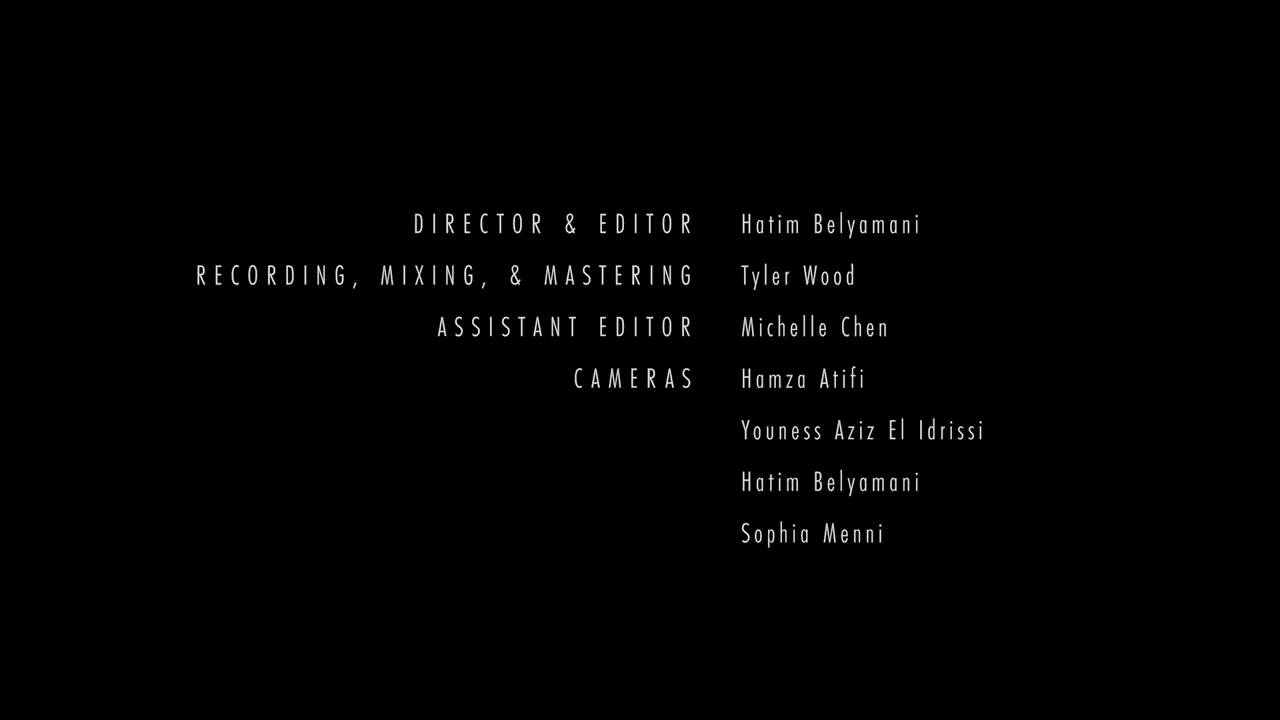 DIRECTOR & EDITOR Hatim Belyamani
RECORDING, MIXING, & MASTERING Tyler Wood
ASSISTANT EDITOR Michelle Chen
CAMERAS Hamza Atifi
Youness Aziz El Idrissi
Hatim Belyamani
Sophia Menni